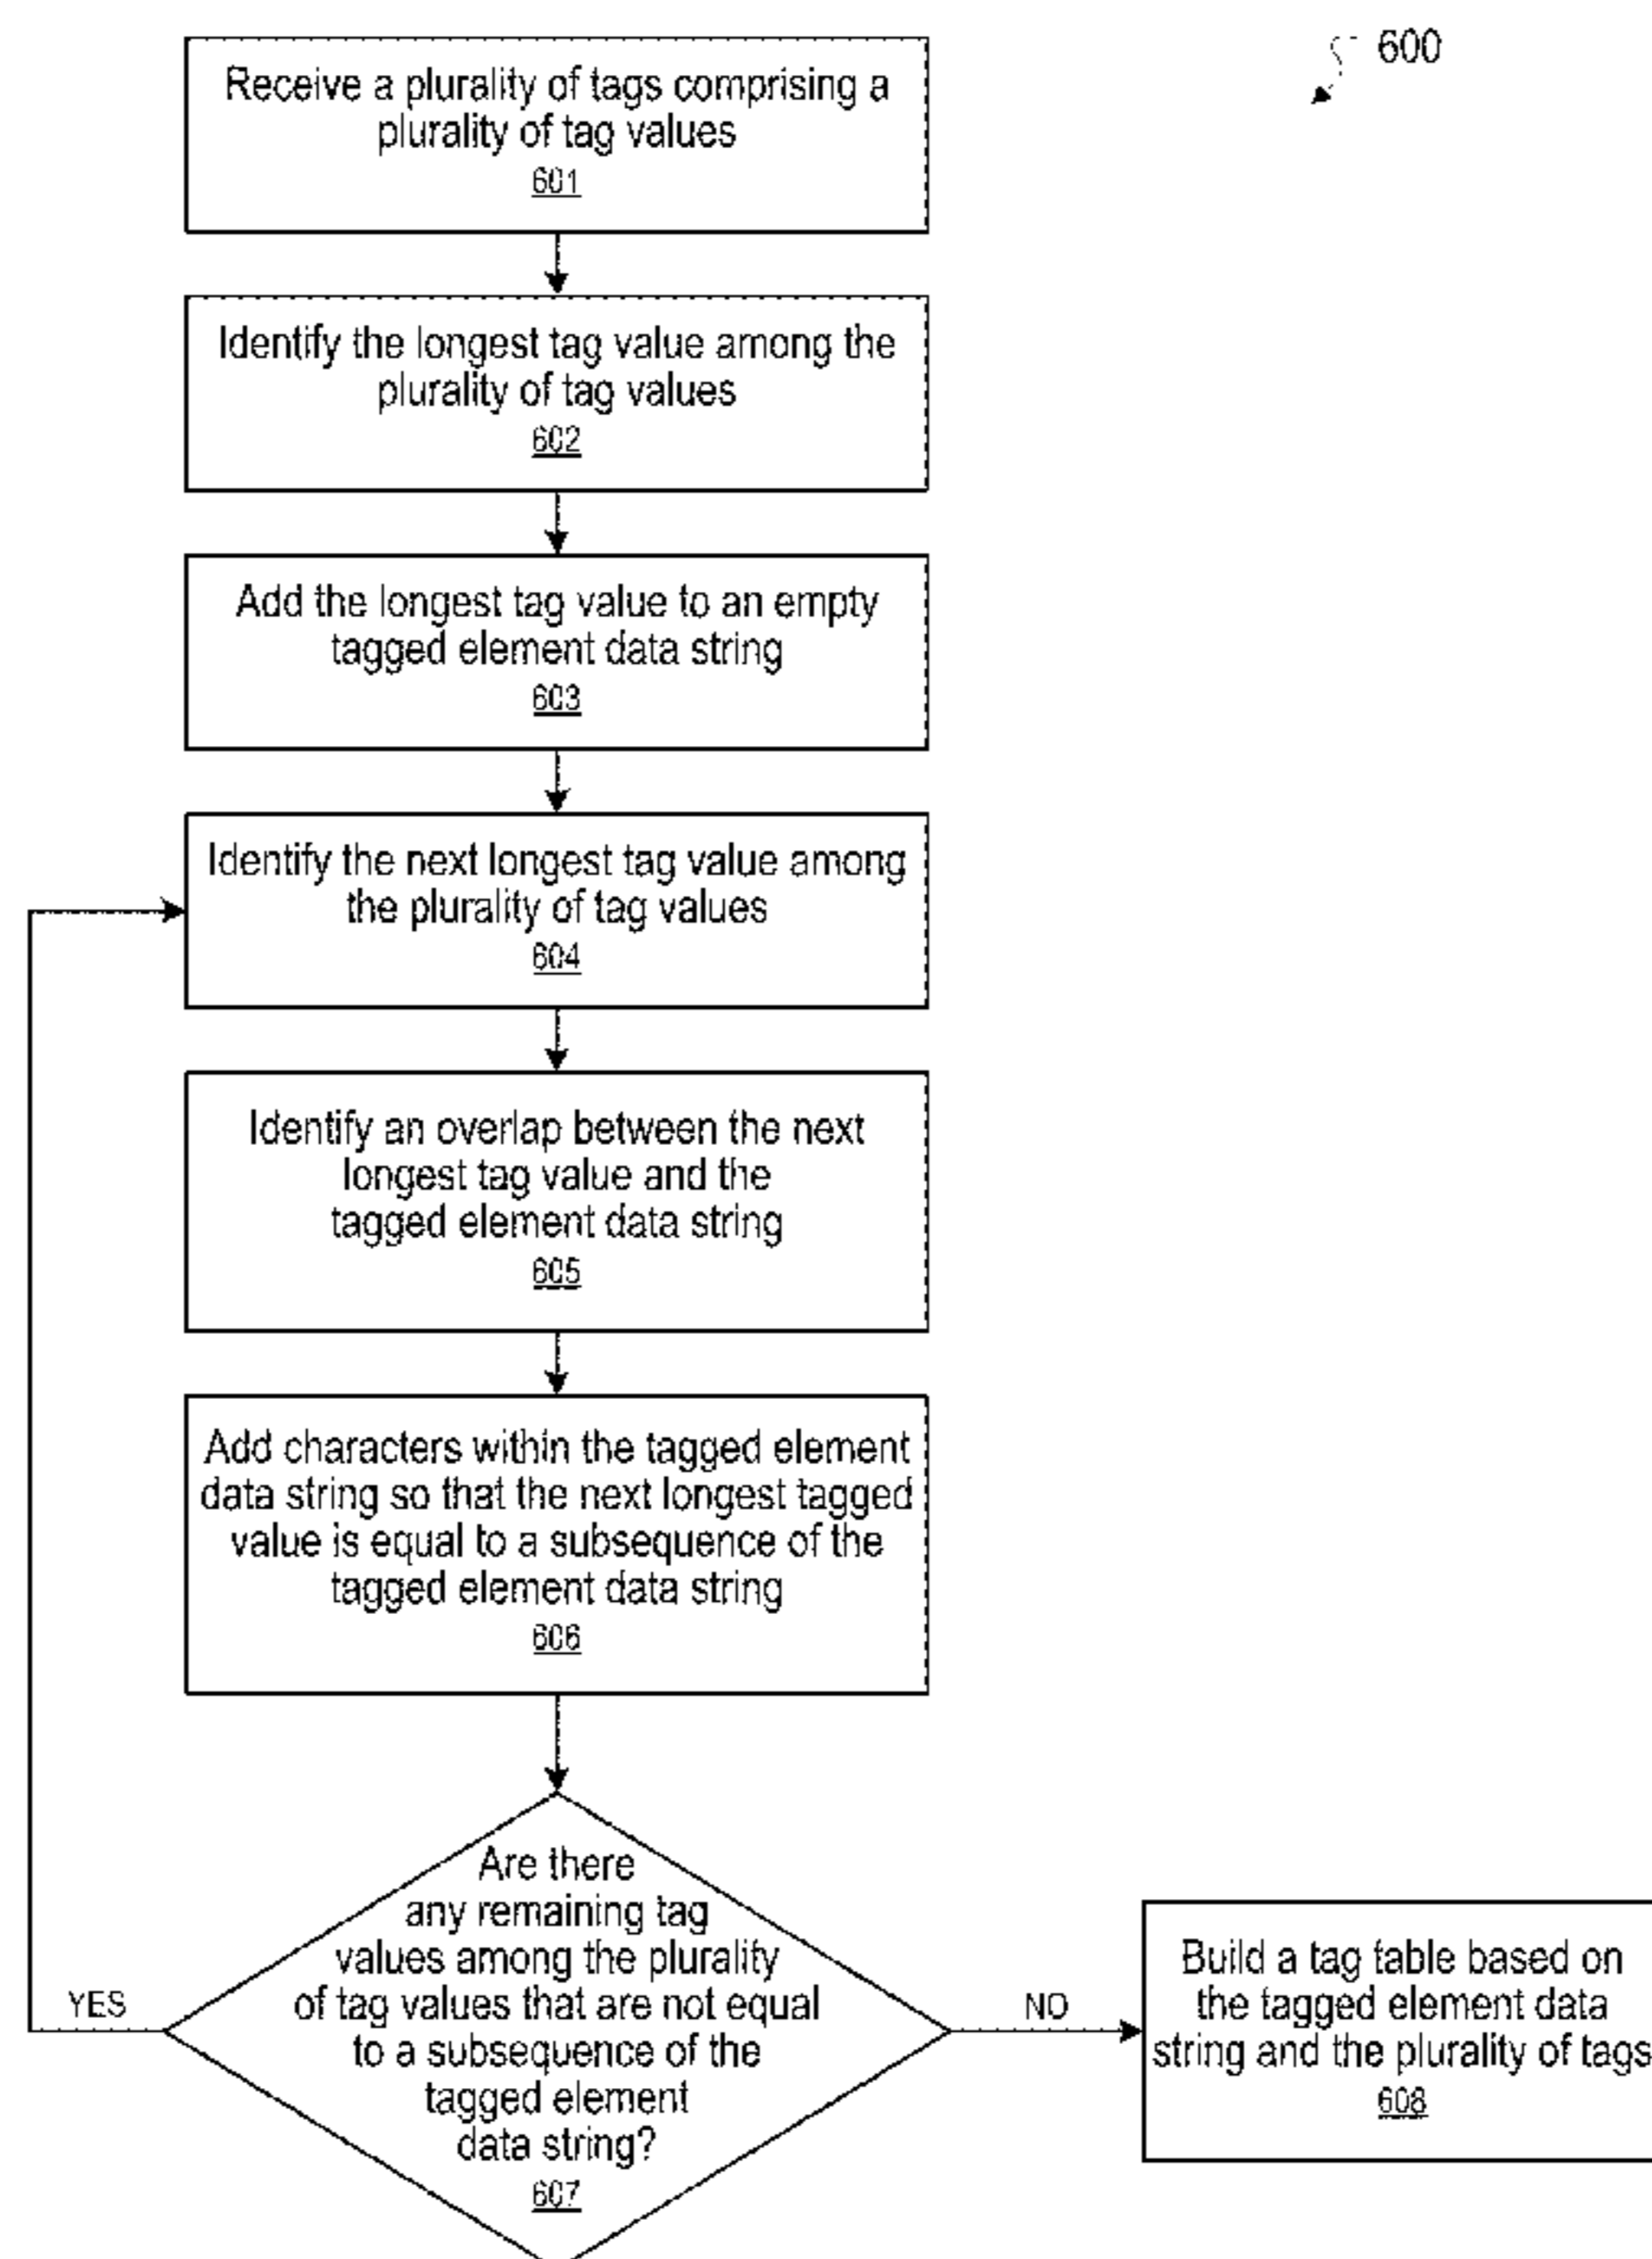 600
Receive a plurality of tags comprising a
plurality of tag values
601
Identify the longest tag value among the
plurality of tag values
602
Add the longest tag value to an empty
tagged element data string
603
Identify the next longest tag value among
the plurality of tag values
604
Identify an overlap between the next
longest tag value and the
tagged element data string
605
Add characters within the tagged element
data string so that the next longest tagged
value is equal to a subsequence of the
tagged element data string
606
Are there
any remaining tag
values among the plurality
of tag values that are not equal
to a subsequence of the
tagged element
data string?
607
YES
NO
Build a tag table based on
the tagged element data
string and the plurality of tags
608